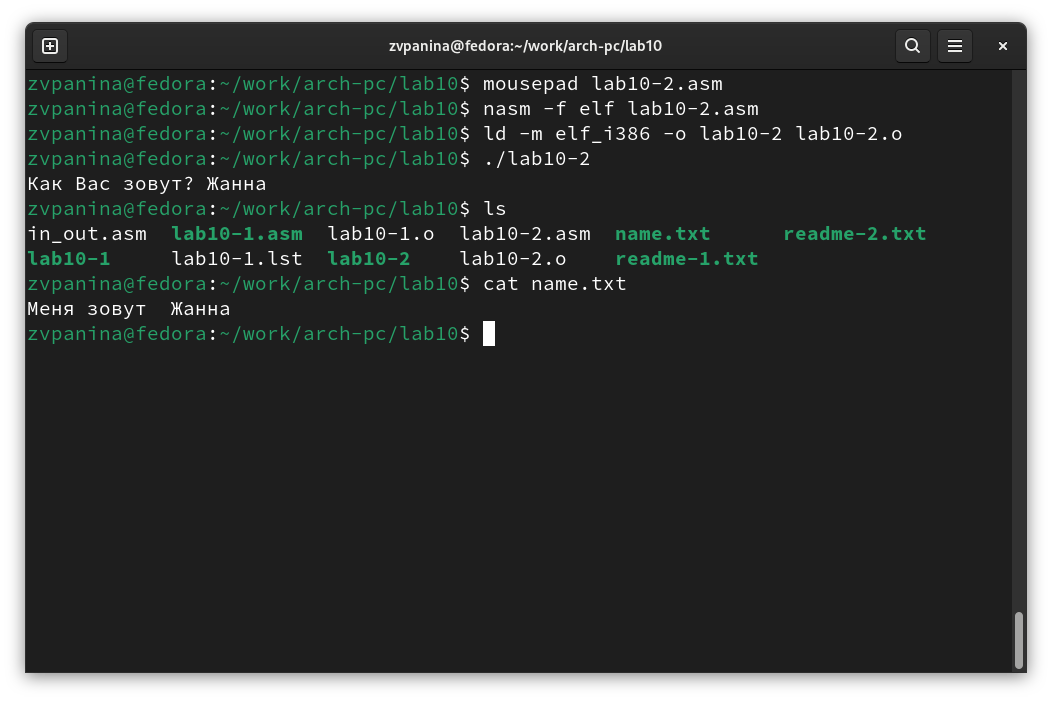 zvpanina@fedora:~/work/arch-pc/lab10
zvpanina@fedora:~/work/arch-pc/lab10$ mousepad lab10-2.asm
zvpanina@fedora:~/work/arch-pc/lab10$ nasm -f elf lab10-2.asm
zvpanina@fedora:~/work/arch-pc/lab10$ ld -m elf_i386 -o lab10-2 lab10-2.o
zvpanina@fedora:~/work/arch-pc/lab10$ ./lab10-2
Как Вас зовут? Жанна
zvpanina@fedora:~/work/arch-pc/lab10$ ls
in_out.asm  lab10-1.asm  lab10-1.o  lab10-2.asm  name.txt      readme-2.txt
lab10-1     lab10-1.lst  lab10-2    lab10-2.o    readme-1.txt
zvpanina@fedora:~/work/arch-pc/lab10$ cat name.txt
Меня зовут  Жанна
zvpanina@fedora:~/work/arch-pc/lab10$